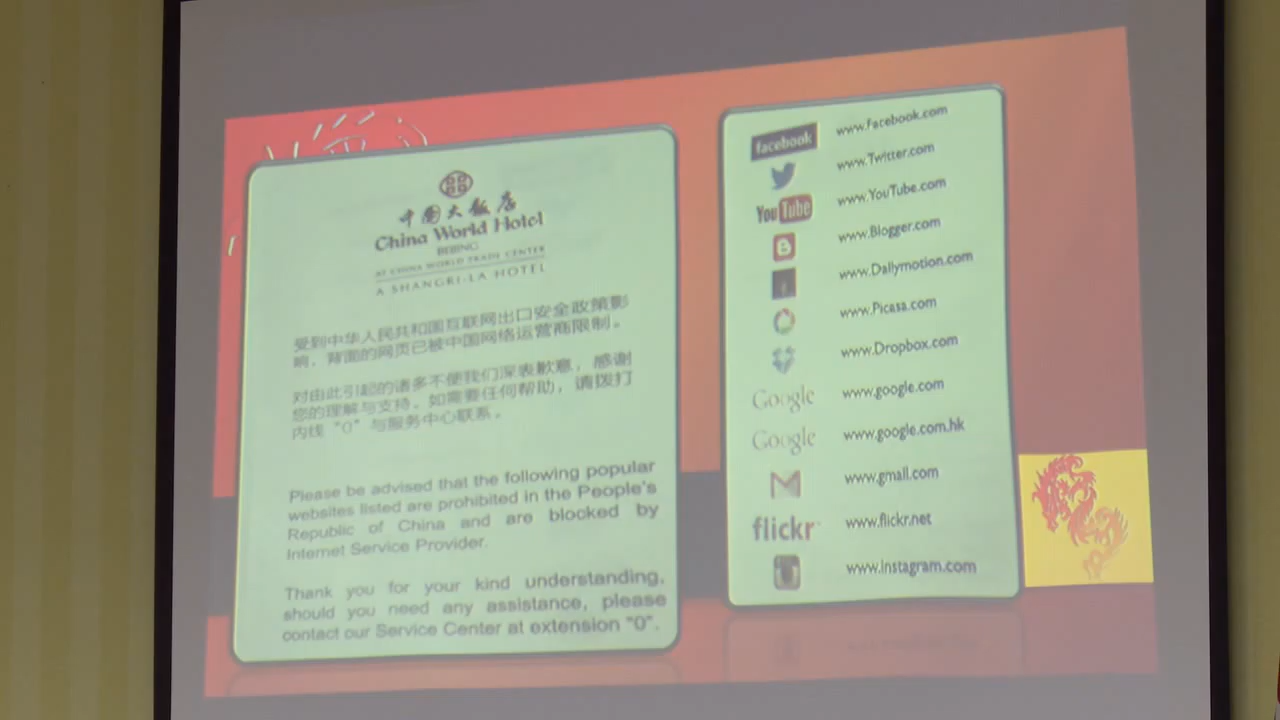 中国大饭店
China World Hotel
BEIJING
AT CHINA WORLD TRADE CENTER
A SHANGRI-LA HOTEL
受到中华人民共和国互联网出口安全政策影
响，背面的网页已被中国网络运营商限制。
对由此引起的诸多不便我们深表歉意，感谢
您的理解与支持。如需要任何帮助，请拨打
内线“0”与服务中心联系。
Please be advised that the following popular
websites listed are prohibited in the People's
Republic of China and are blocked by
Internet Service Provider.
Thank you for your kind understanding,
should you need any assistance, please
contact our Service Center at extension "0".
facebook www.facebook.com
www.Twitter.com
YouTube www.YouTube.com
www.Blogger.com
www.Dailymotion.com
www.Picasa.com
www.Dropbox.com
Google www.google.com
Google www.google.com.hk
www.gmail.com
flickr www.flickr.net
www.instagram.com